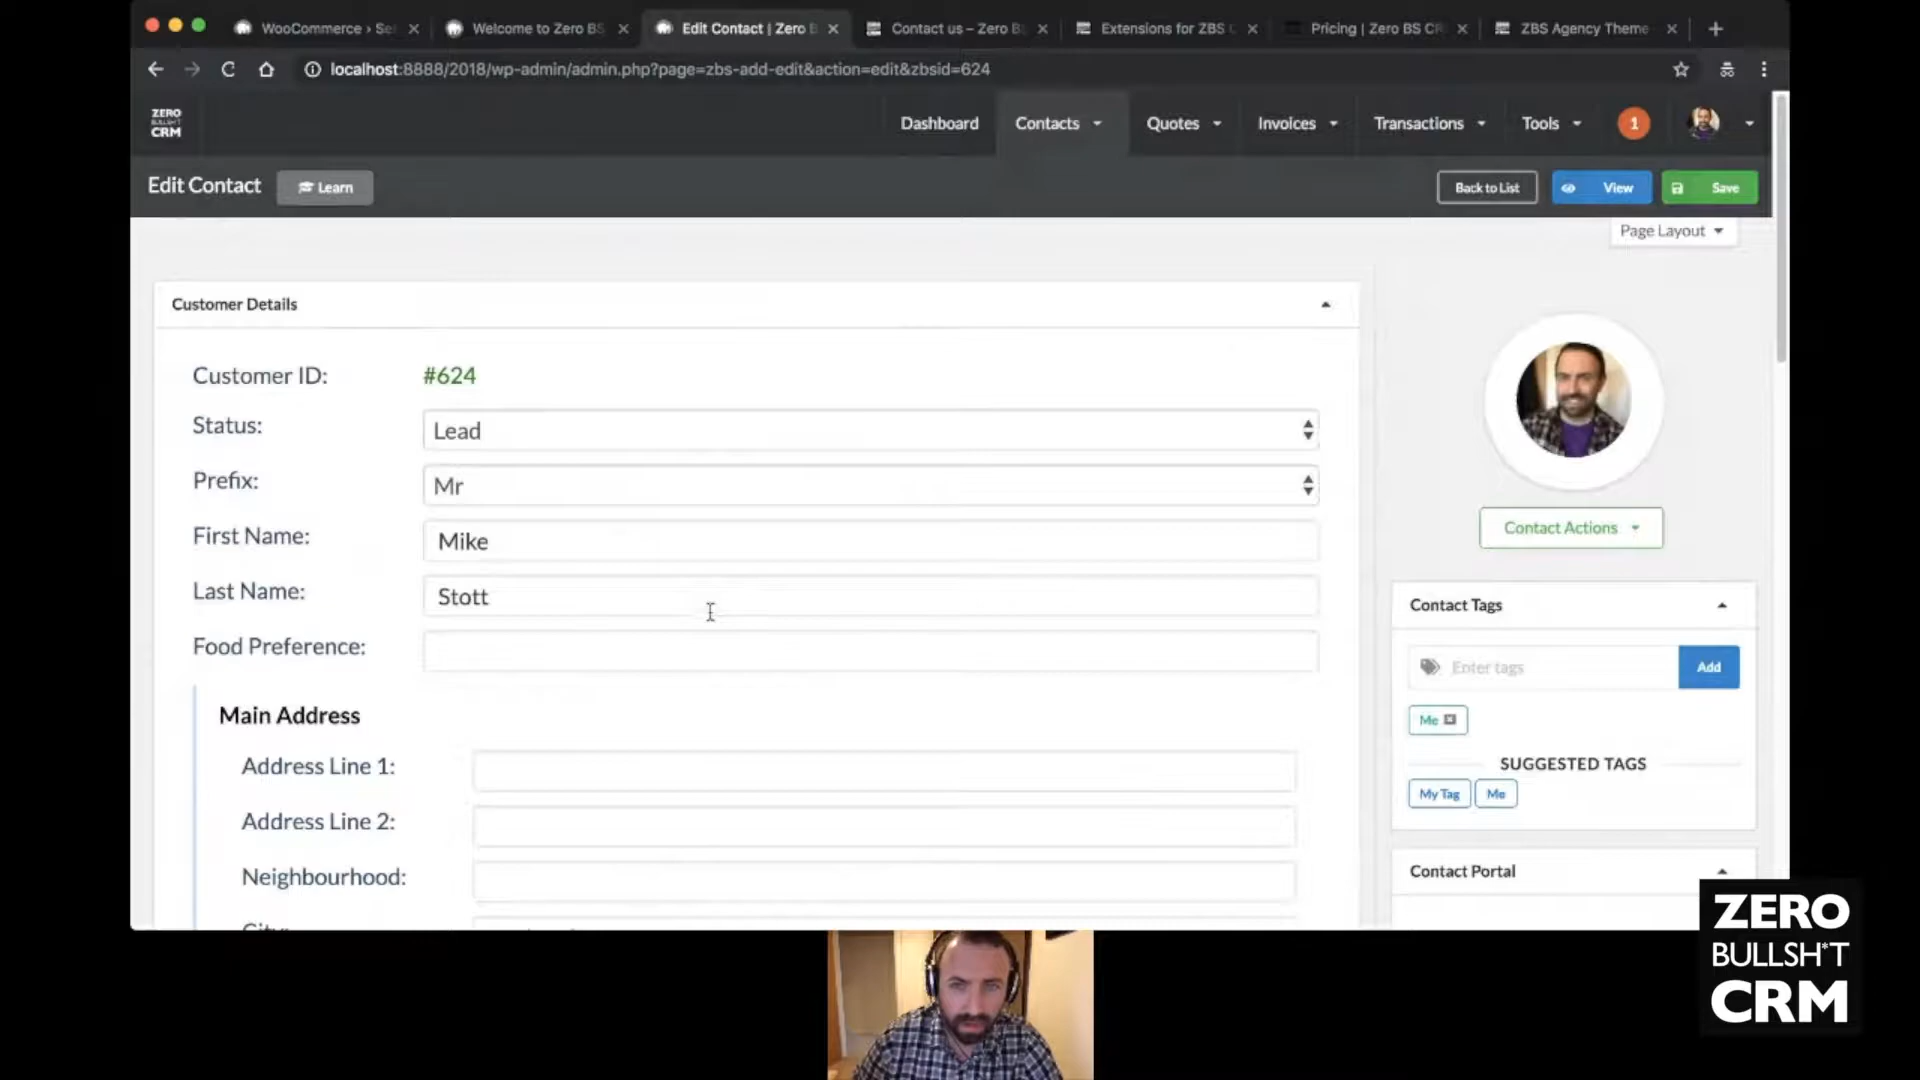 WooCommerce › Se
Welcome to Zero BS
Edit Contact | Zero B
Contact us – Zero B
Extensions for ZBS C
Pricing | Zero BS CR
ZBS Agency Theme
localhost:8888/2018/wp-admin/admin.php?page=zbs-add-edit&action=edit&zbsid=624
ZERO
BULLSH*T
CRM
Dashboard
Contacts
Quotes
Invoices
Transactions
Tools
1
Edit Contact
Learn
Back to List
View
Save
Page Layout
Customer Details
Customer ID:
#624
Status:
Lead
Prefix:
Mr
First Name:
Mike
Last Name:
Stott
Food Preference:
Main Address
Address Line 1:
Address Line 2:
Neighbourhood:
City:
Contact Actions
Contact Tags
Enter tags
Add
Me
SUGGESTED TAGS
My Tag
Me
Contact Portal
ZERO
BULLSH*T
CRM